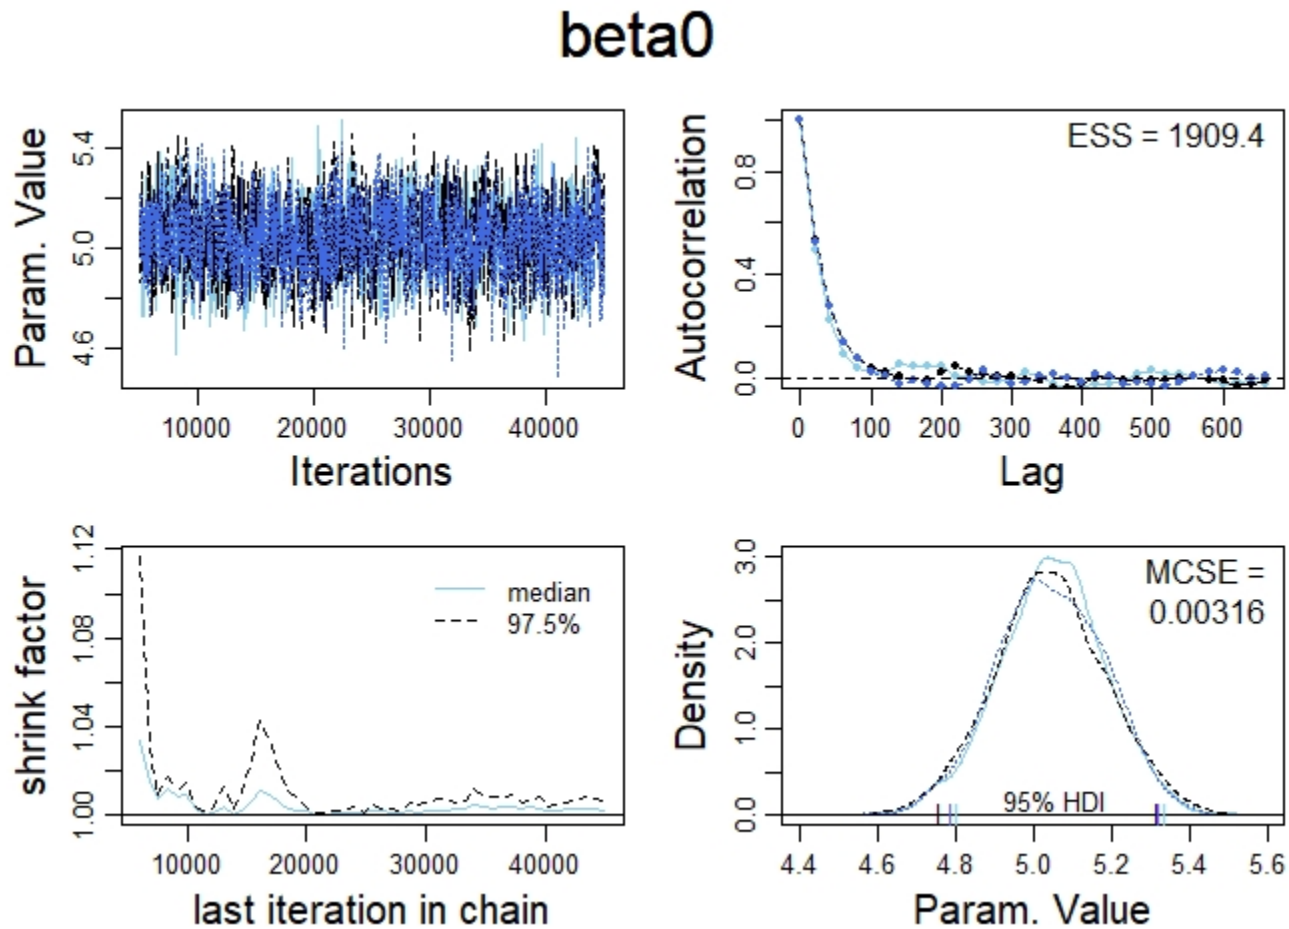 beta0
Param. Value
5.4
5.0
4.6
10000 20000 30000 40000
Iterations
Autocorrelation
0.8
0.4
0.0
ESS = 1909.4
0 100 200 300 400 500 600
Lag
shrink factor
1.12
1.08
1.04
1.00
median
97.5%
10000 20000 30000 40000
last iteration in chain
Density
3.0
2.0
1.0
0.0
MCSE =
0.00316
95% HDI
4.4 4.6 4.8 5.0 5.2 5.4 5.6
Param. Value